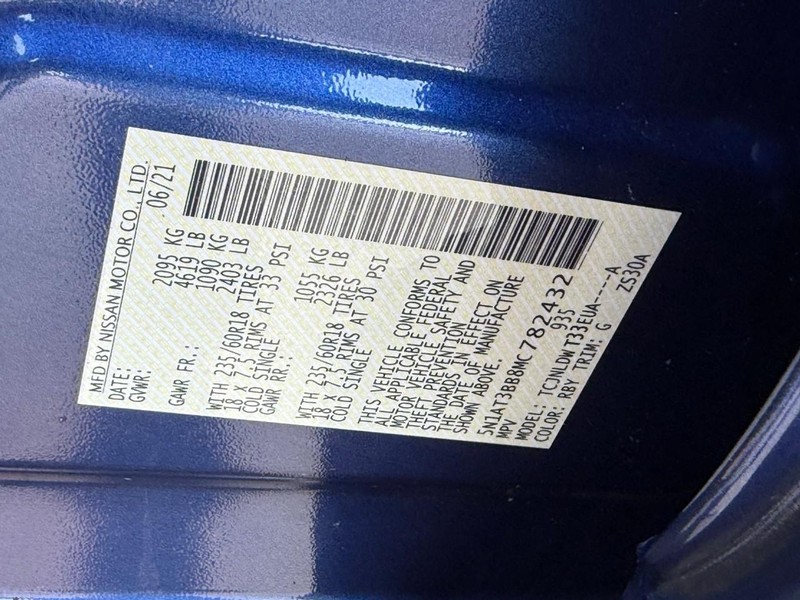 MFD BY NISSAN MOTOR CO., LTD.
DATE: 06/21
GVWR: 2095 KG
4619 LB
GAWR FR.: 1090 KG
2403 LB
WITH 235/60R18 TIRES
18 X 7.5 RIMS AT 33 PSI
COLD SINGLE
GAWR RR.: 1055 KG
2326 LB
WITH 235/60R18 TIRES
18 X 7.5 RIMS AT 30 PSI
COLD SINGLE
THIS VEHICLE CONFORMS TO
ALL APPLICABLE FEDERAL
MOTOR VEHICLE SAFETY AND
THEFT PREVENTION
STANDARDS IN EFFECT ON
THE DATE OF MANUFACTURE
SHOWN ABOVE.
5N1AT3BB8MC782432
MPV 935
MODEL: TCJNLDWT33EUA----A
COLOR: RBY TRIM: G ZS30A